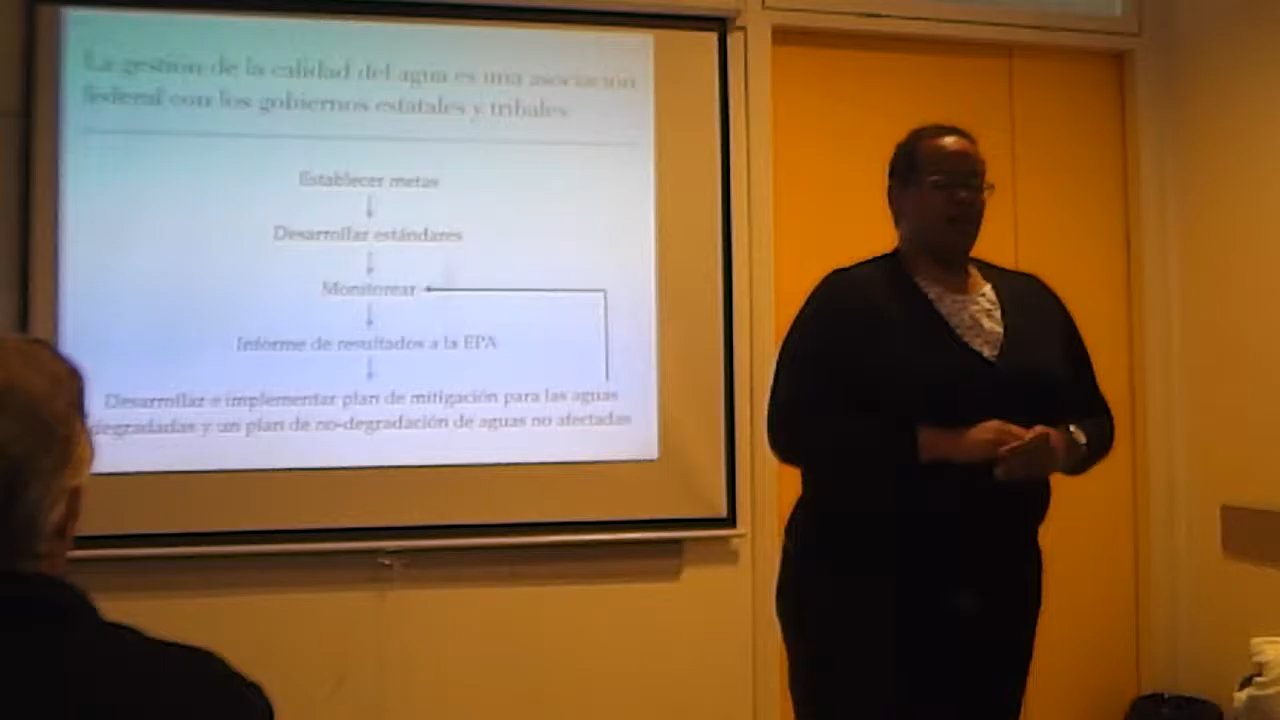 La gestión de la calidad del agua es una asociación
federal con los gobiernos estatales y tribales
Establecer metas
Desarrollar estándares
Monitorear
Informe de resultados a la EPA
Desarrollar e implementar plan de mitigación para las aguas
degradadas y un plan de no-degradación de aguas no afectadas